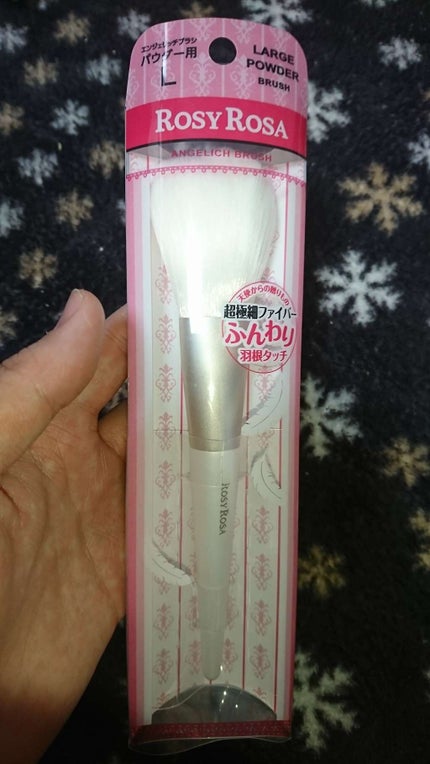 エンジェリッチブラシ
パウダー用
L
LARGE
POWDER
BRUSH
ROSY ROSA
ANGELICH BRUSH
天使からの贈りもの
超極細ファイバー
ふんわり
羽根タッチ
ROSY ROSA